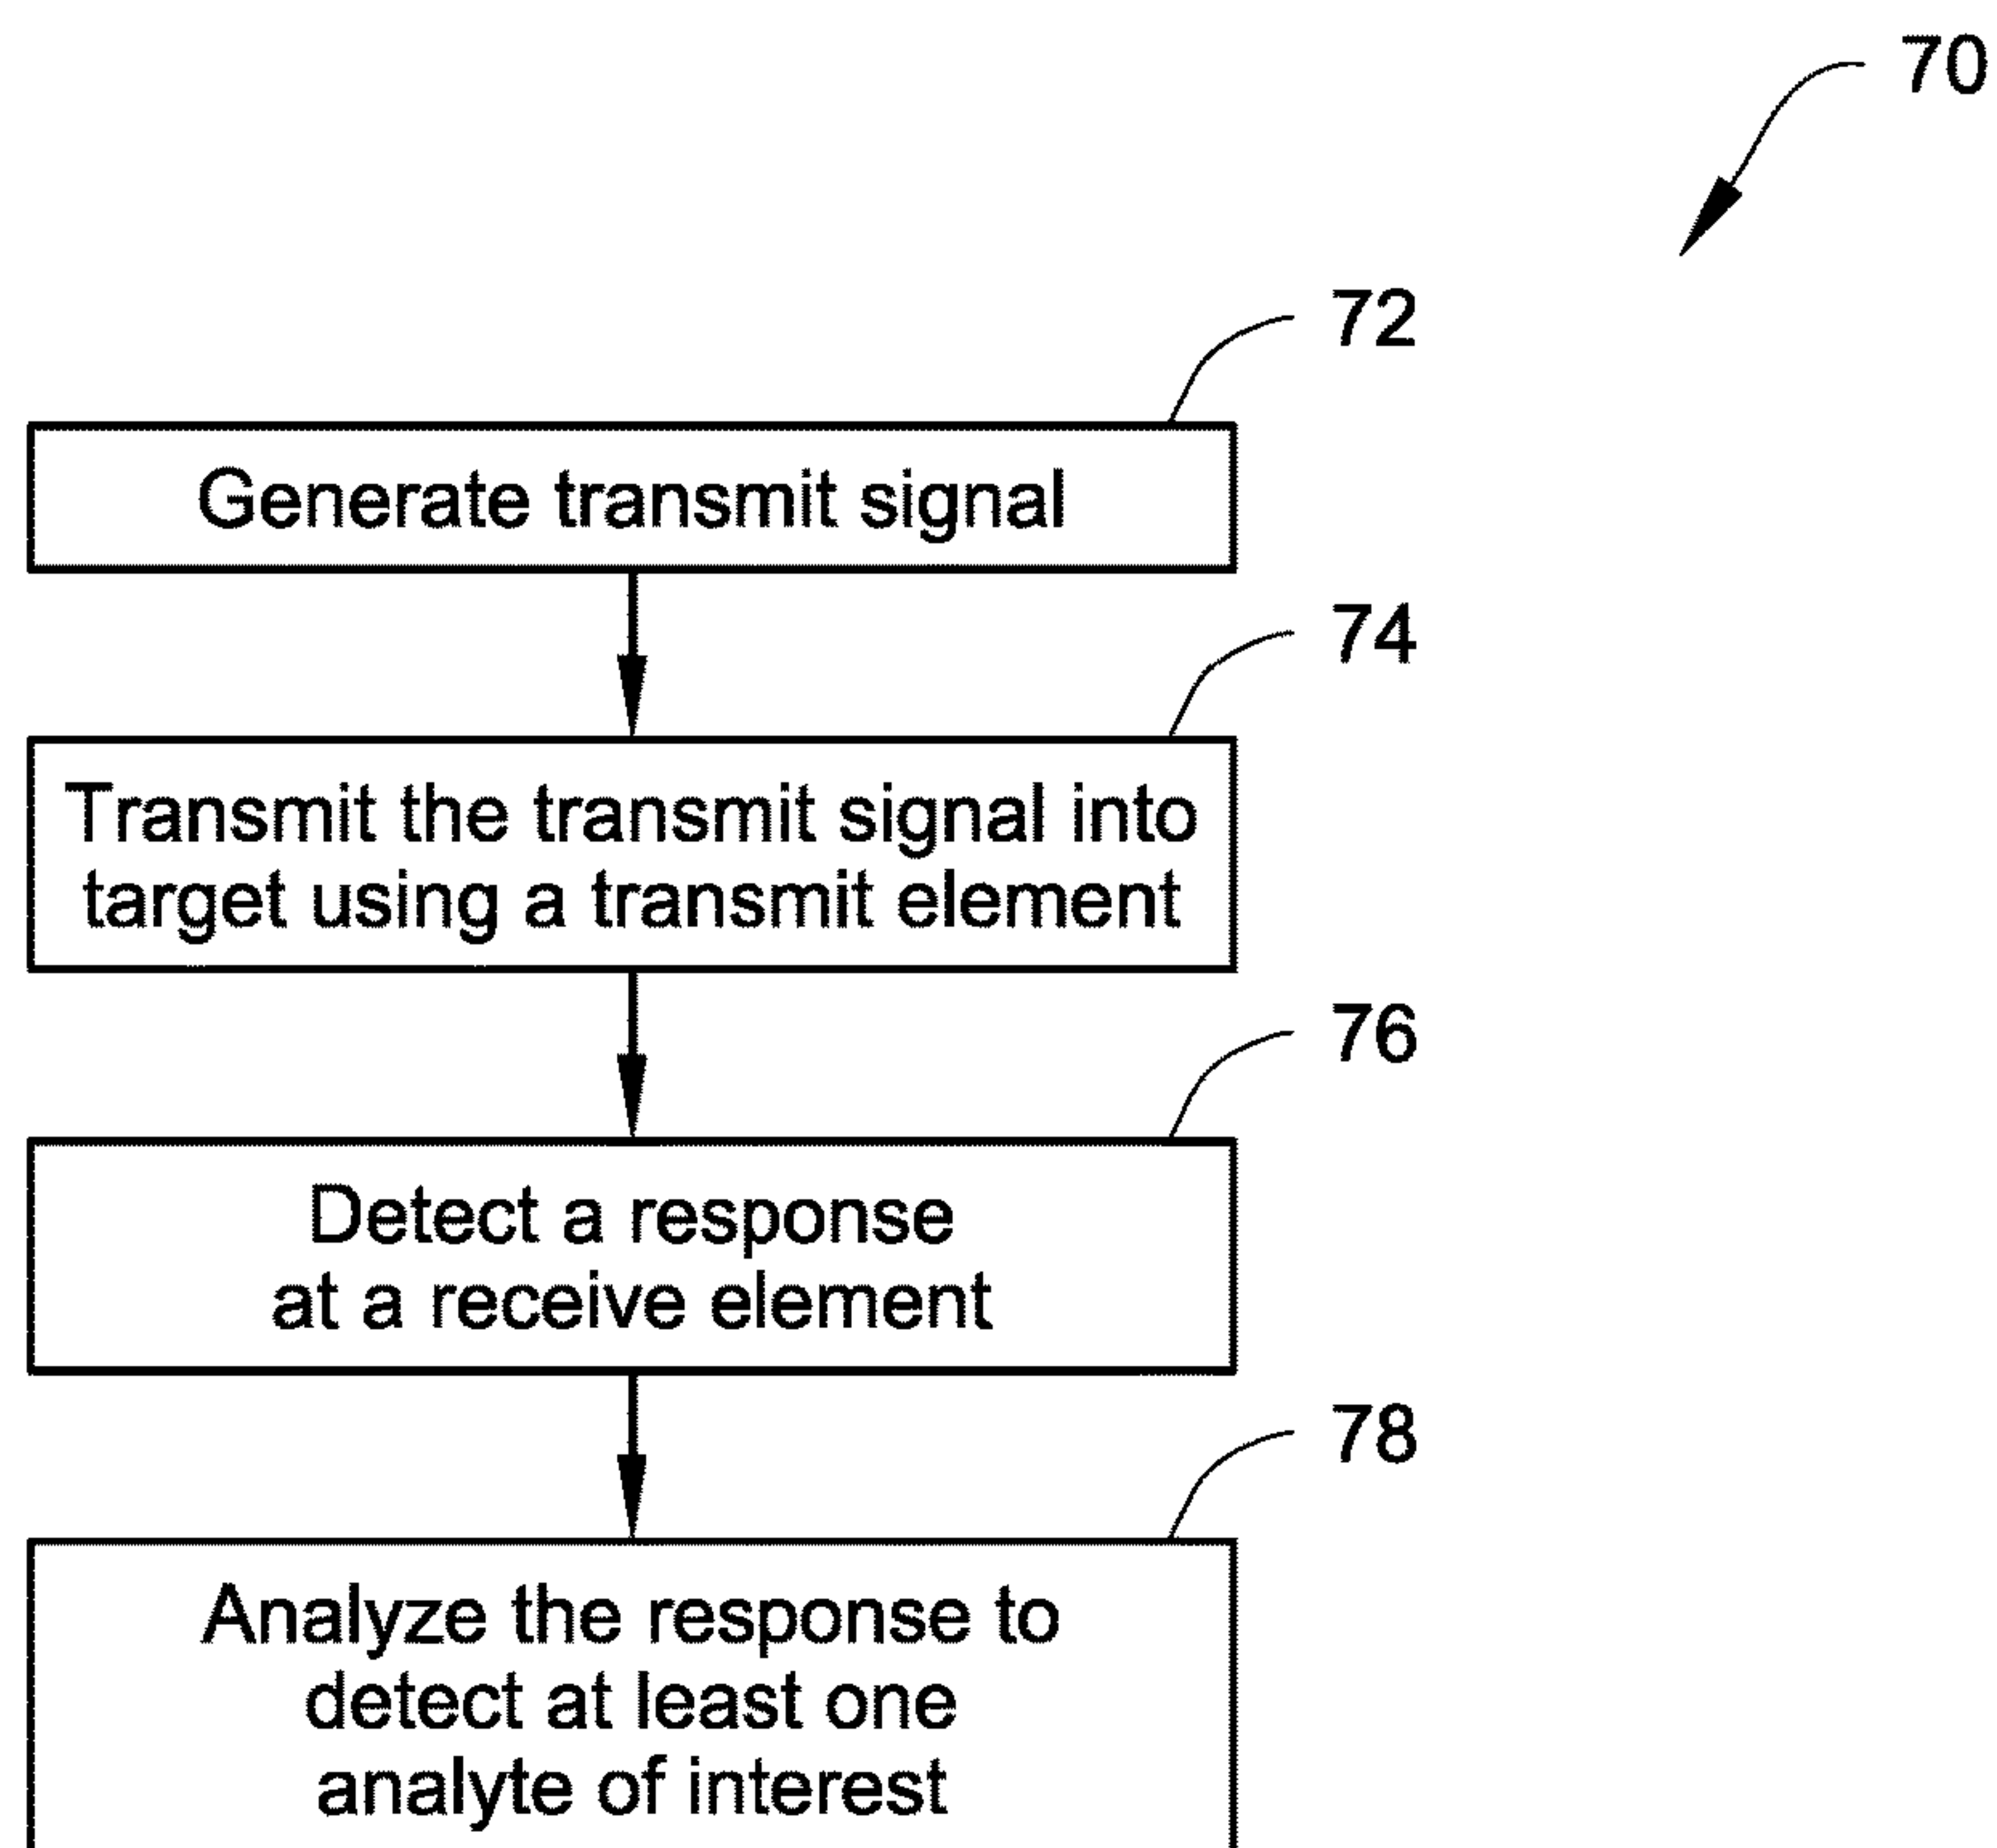 70
72
Generate transmit signal
74
Transmit the transmit signal into
target using a transmit element
76
Detect a response
at a receive element
78
Analyze the response to
detect at least one
analyte of interest